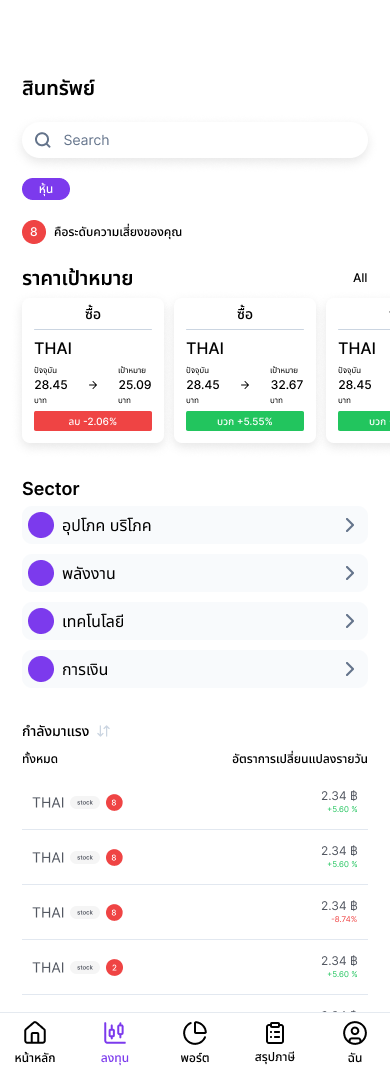 สินทรัพย์
Search
หุ้น
8 คือระดับความเสี่ยงของคุณ
ราคาเป้าหมาย All
ซื้อ
THAI
ปัจจุบัน เป้าหมาย
28.45 → 25.09
บาท บาท
ลบ -2.06%
ซื้อ
THAI
ปัจจุบัน เป้าหมาย
28.45 → 32.67
บาท บาท
บวก +5.55%
THAI
ปัจจุบัน
28.45
บาท
บวก
Sector
อุปโภค บริโภค
พลังงาน
เทคโนโลยี
การเงิน
กำลังมาแรง
ทั้งหมด อัตราการเปลี่ยนแปลงรายวัน
THAI stock 8 2.34 ฿
+5.60 %
THAI stock 8 2.34 ฿
+5.60 %
THAI stock 8 2.34 ฿
-8.74%
THAI stock 2 2.34 ฿
+5.60 %
หน้าหลัก ลงทุน พอร์ต สรุปภาษี ฉัน